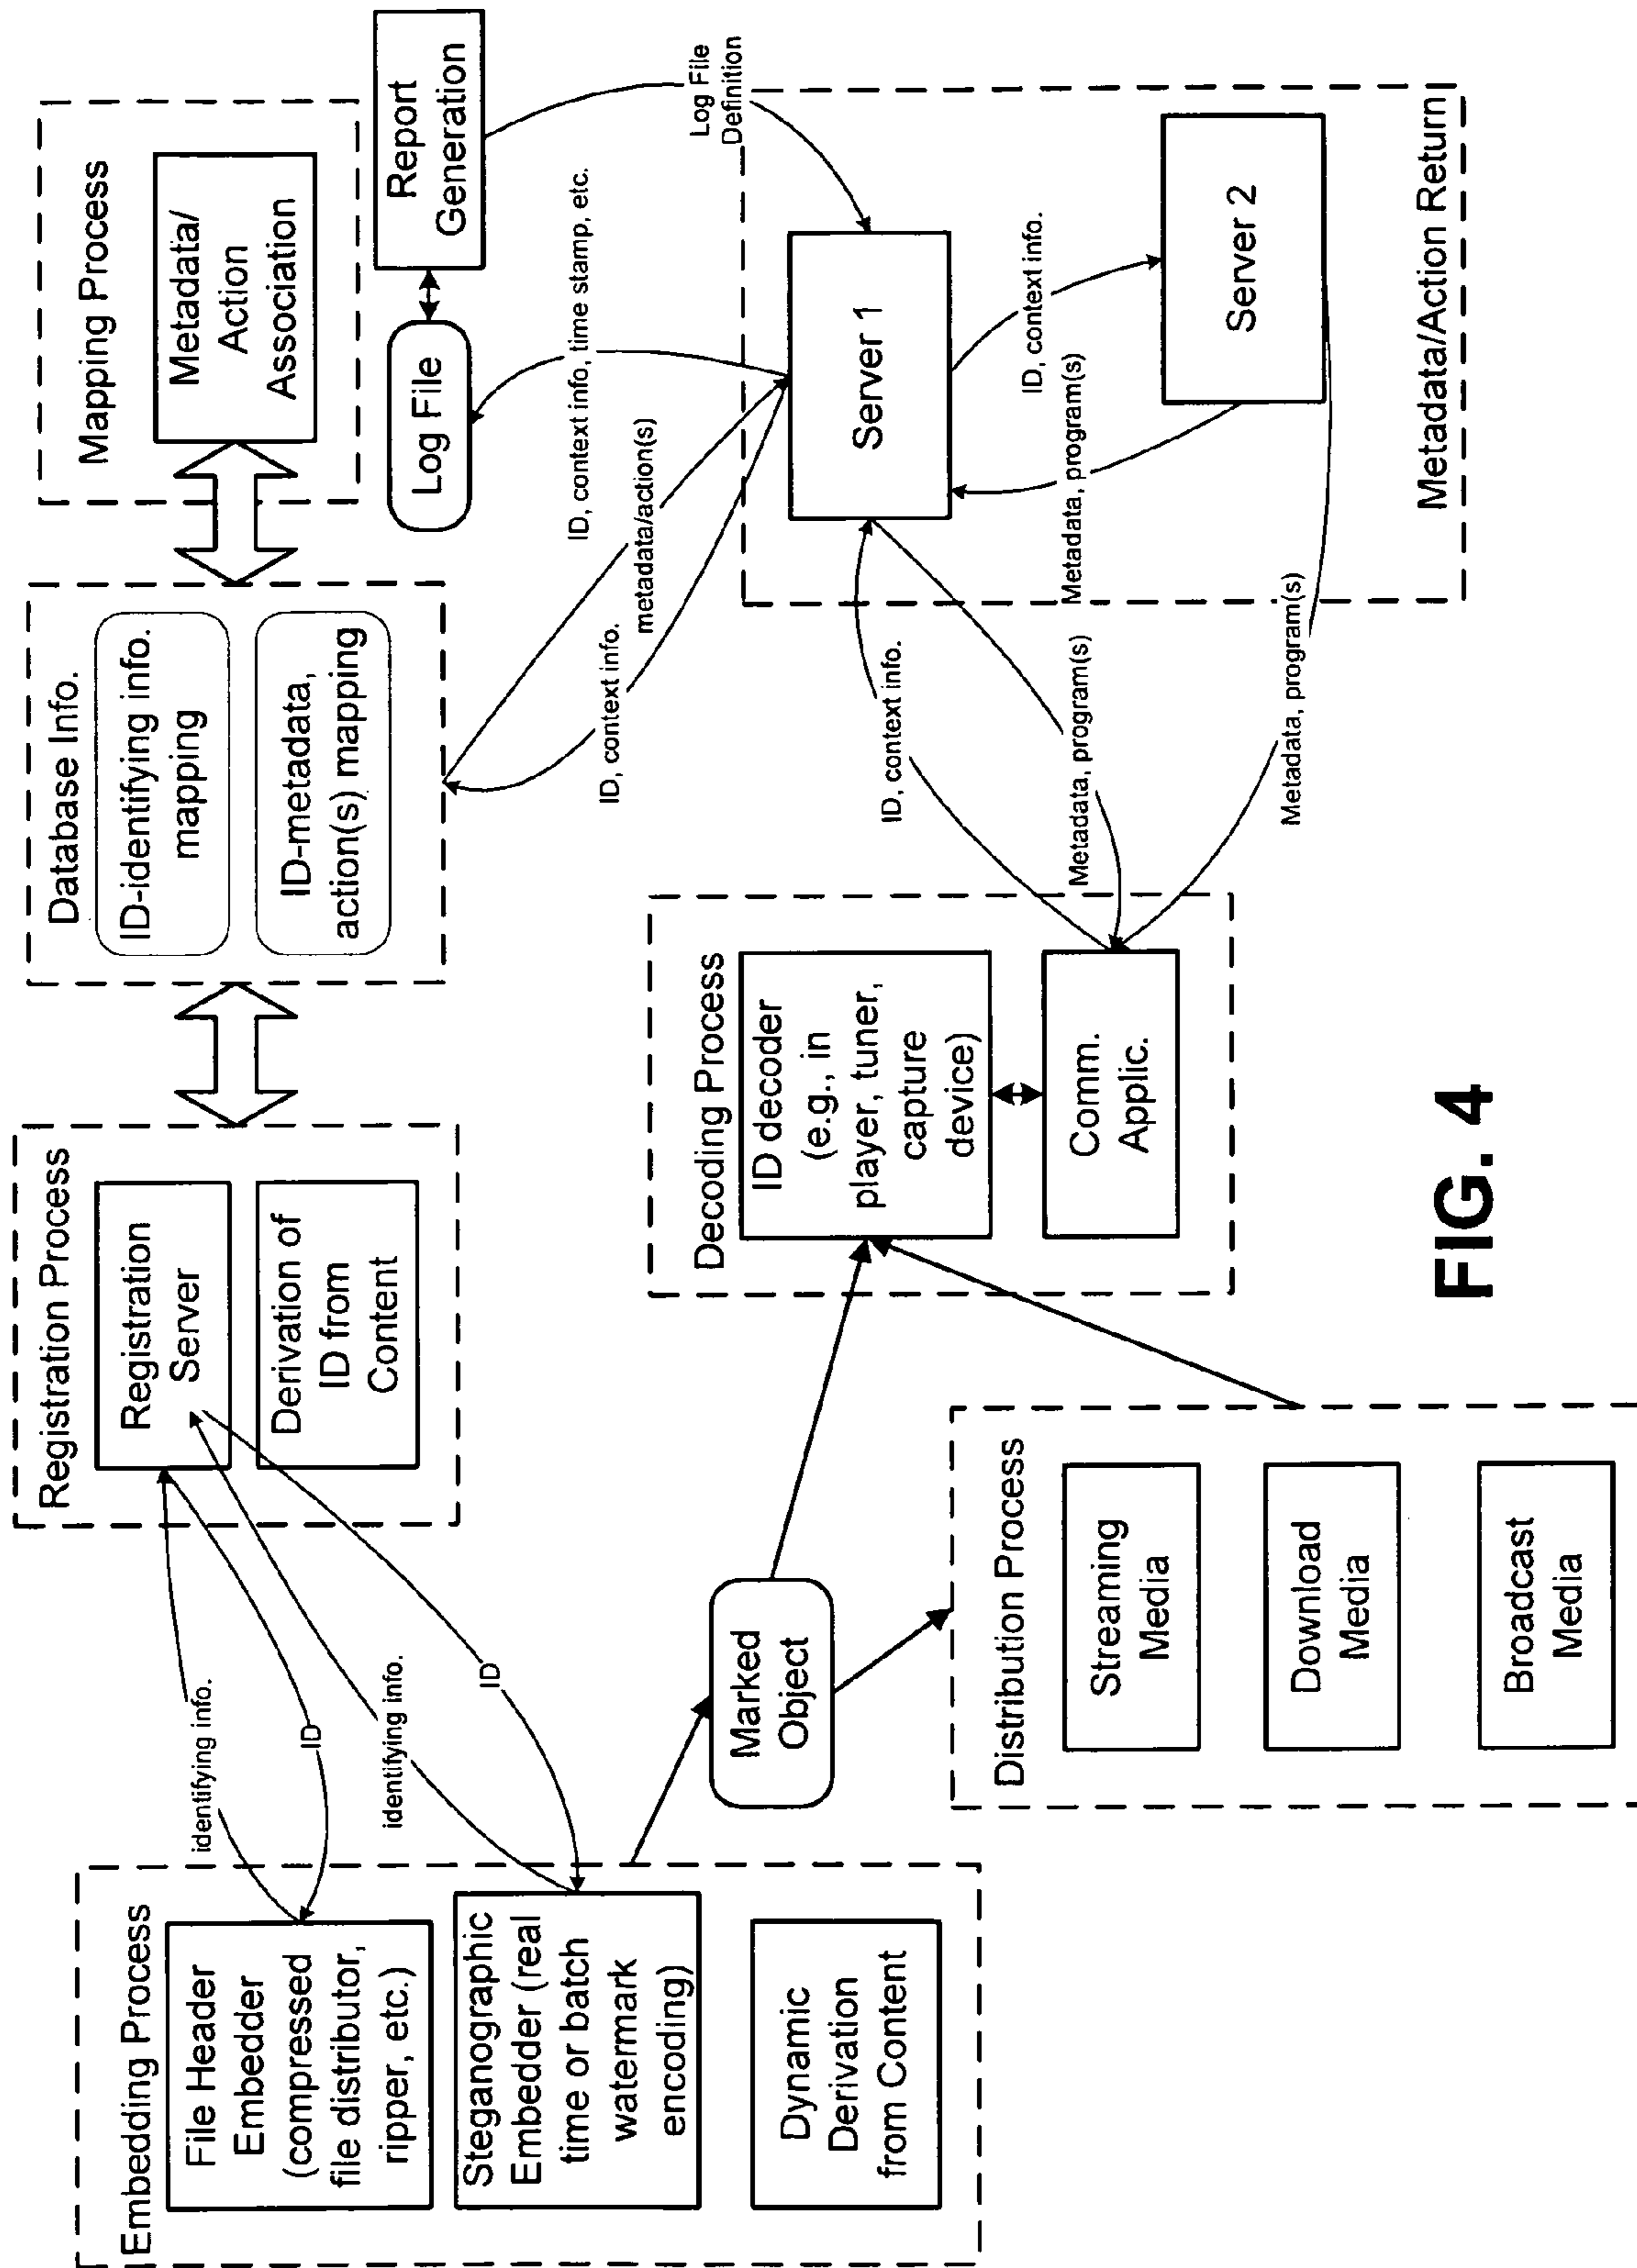 Embedding Process
File Header
Embedder
(compressed
file distributor,
ripper, etc.)
Steganographic
Embedder (real
time or batch
watermark
encoding)
Dynamic
Derivation
from Content
identifying info.
ID
identifying info.
ID
Registration Process
Registration
Server
Derivation of
ID from
Content
Database Info.
ID-identifying info.
mapping
ID-metadata,
action(s) mapping
Mapping Process
Metadata/
Action
Association
Marked
Object
Distribution Process
Streaming
Media
Download
Media
Broadcast
Media
Decoding Process
ID decoder
(e.g., in
player, tuner,
capture
device)
Comm.
Applic.
ID, context info.
metadata/action(s)
ID, context info, time stamp, etc.
Log File
Report
Generation
Log File
Definition
ID, context info.
Metadata, program(s)
Metadata, program(s)
Server 1
ID, context info.
Metadata, program(s)
Server 2
Metadata/Action Return
FIG. 4